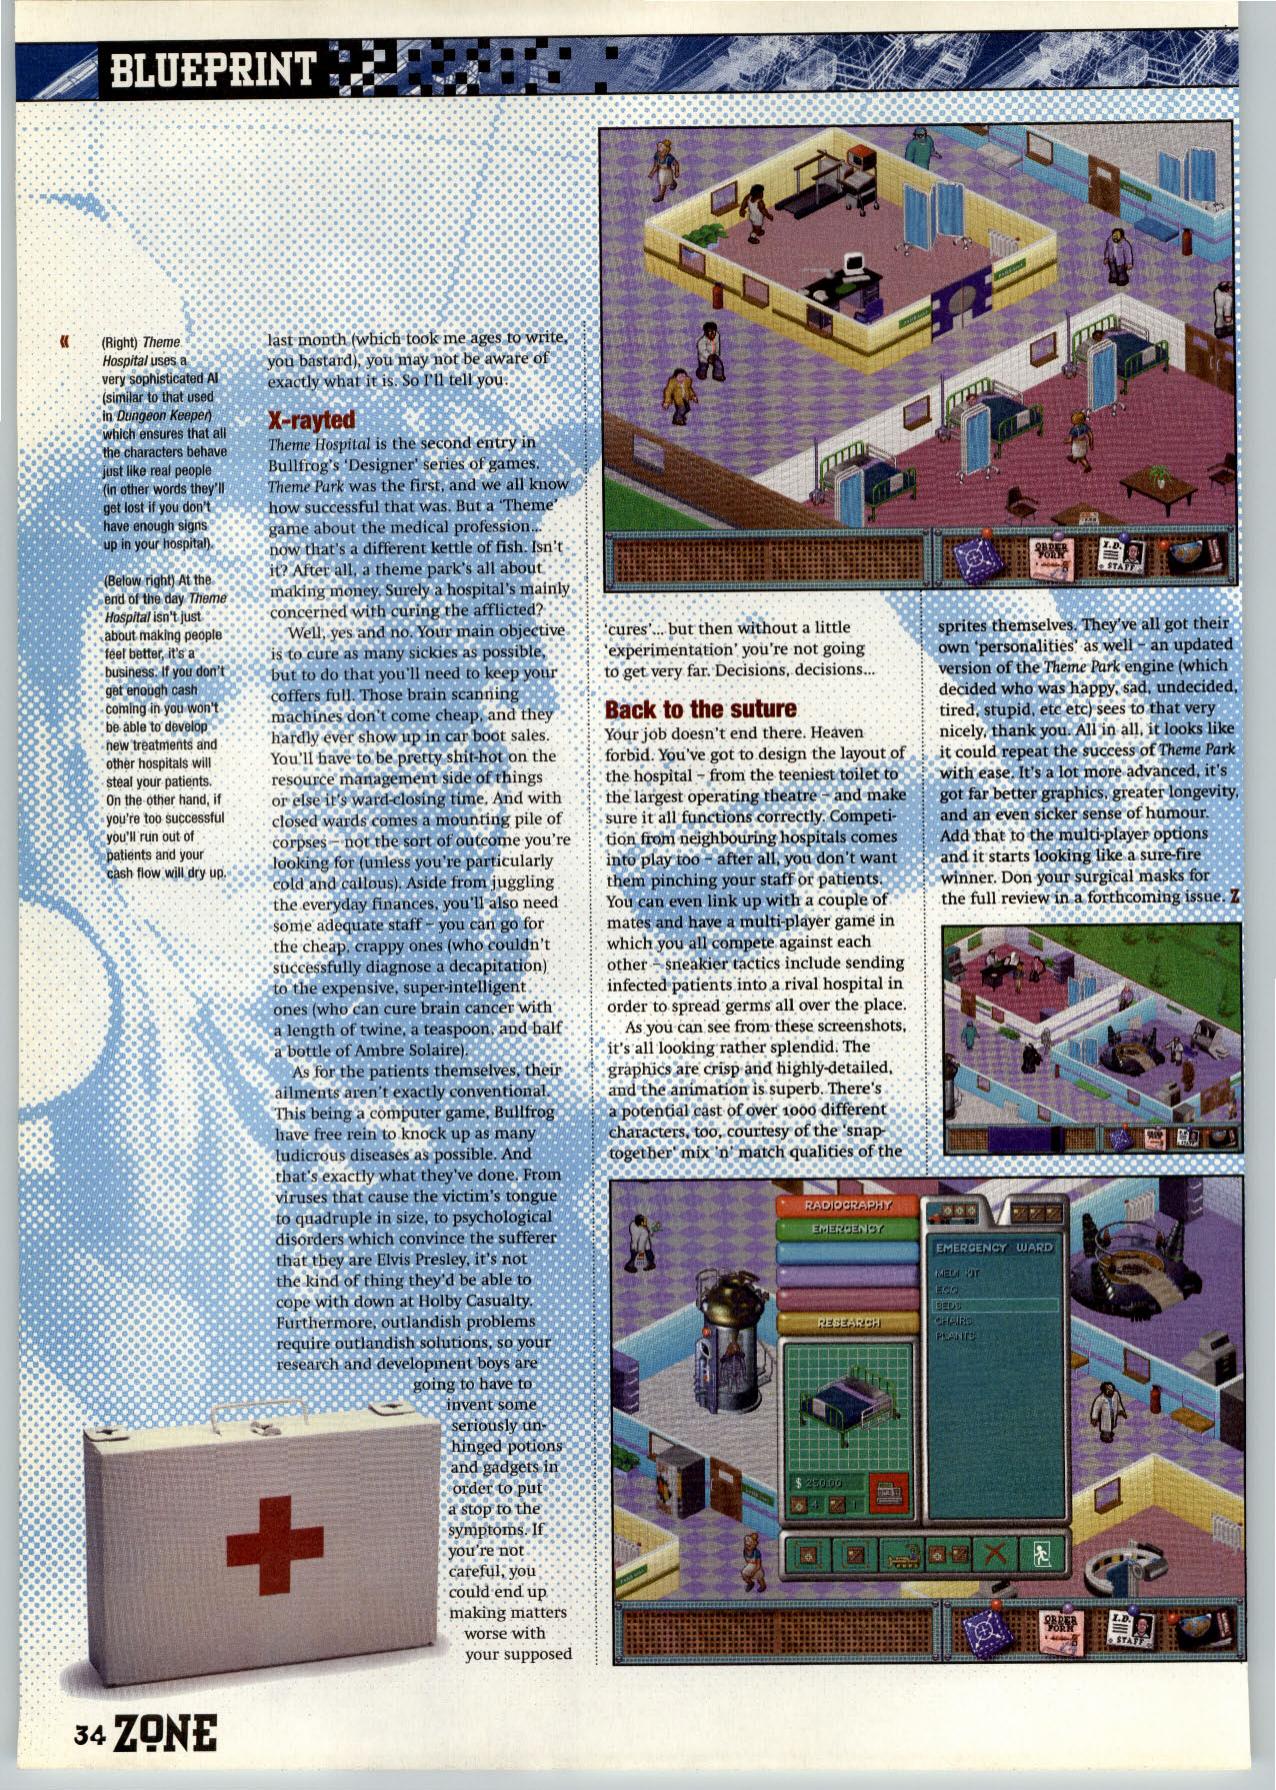 BLUEPRINT
«
(Right) Theme
Hospital uses a
very sophisticated AI
(similar to that used
in Dungeon Keeper)
which ensures that all
the characters behave
just like real people
(in other words they'll
get lost if you don't
have enough signs
up in your hospital).
(Below right) At the
end of the day Theme
Hospital isn't just
about making people
feel better, it's a
business. If you don't
get enough cash
coming in you won't
be able to develop
new treatments and
other hospitals will
steal your patients.
On the other hand, if
you're too successful
you'll run out of
patients and your
cash flow will dry up.
last month (which took me ages to write,
you bastard), you may not be aware of
exactly what it is. So I'll tell you.
X-rayted
Theme Hospital is the second entry in
Bullfrog's 'Designer' series of games.
Theme Park was the first, and we all know
how successful that was. But a 'Theme'
game about the medical profession...
now that's a different kettle of fish. Isn't
it? After all, a theme park's all about
making money. Surely a hospital's mainly
concerned with curing the afflicted?
Well, yes and no. Your main objective
is to cure as many sickies as possible,
but to do that you'll need to keep your
coffers full. Those brain scanning
machines don't come cheap, and they
hardly ever show up in car boot sales.
You'll have to be pretty shit-hot on the
resource management side of things
or else it's ward-closing time. And with
closed wards comes a mounting pile of
corpses – not the sort of outcome you're
looking for (unless you're particularly
cold and callous). Aside from juggling
the everyday finances, you'll also need
some adequate staff – you can go for
the cheap, crappy ones (who couldn't
successfully diagnose a decapitation)
to the expensive, super-intelligent
ones (who can cure brain cancer with
a length of twine, a teaspoon, and half
a bottle of Ambre Solaire).
As for the patients themselves, their
ailments aren't exactly conventional.
This being a computer game, Bullfrog
have free rein to knock up as many
ludicrous diseases as possible. And
that's exactly what they've done. From
viruses that cause the victim's tongue
to quadruple in size, to psychological
disorders which convince the sufferer
that they are Elvis Presley, it's not
the kind of thing they'd be able to
cope with down at Holby Casualty.
Furthermore, outlandish problems
require outlandish solutions, so your
research and development boys are
going to have to
invent some
seriously un-
hinged potions
and gadgets in
order to put
a stop to the
symptoms. If
you're not
careful, you
could end up
making matters
worse with
your supposed
ORDER
FORM
I.D.
STAFF
'cures'... but then without a little
'experimentation' you're not going
to get very far. Decisions, decisions...
Back to the suture
Your job doesn't end there. Heaven
forbid. You've got to design the layout of
the hospital – from the teeniest toilet to
the largest operating theatre – and make
sure it all functions correctly. Competi-
tion from neighbouring hospitals comes
into play too – after all, you don't want
them pinching your staff or patients.
You can even link up with a couple of
mates and have a multi-player game in
which you all compete against each
other – sneakier tactics include sending
infected patients into a rival hospital in
order to spread germs all over the place.
As you can see from these screenshots,
it's all looking rather splendid. The
graphics are crisp and highly-detailed,
and the animation is superb. There's
a potential cast of over 1000 different
characters, too, courtesy of the 'snap-
together' mix 'n' match qualities of the
sprites themselves. They've all got their
own 'personalities' as well – an updated
version of the Theme Park engine (which
decided who was happy, sad, undecided,
tired, stupid, etc etc) sees to that very
nicely, thank you. All in all, it looks like
it could repeat the success of Theme Park
with ease. It's a lot more advanced, it's
got far better graphics, greater longevity,
and an even sicker sense of humour.
Add that to the multi-player options
and it starts looking like a sure-fire
winner. Don your surgical masks for
the full review in a forthcoming issue. Z
RADIOGRAPHY
EMERGENCY
RESEARCH
EMERGENCY WARD
MEDI KIT
ECG
BEDS
CHAIRS
PLANTS
$ 250.00
4 1
ORDER
FORM
I.D.
STAFF
34 ZONE